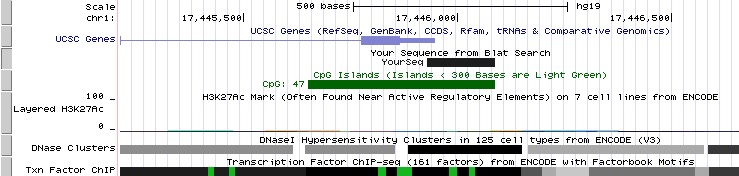 Scale 500 bases hg19
chr1: 17,445,500 17,446,000 17,446,500
UCSC Genes (RefSeq, GenBank, CCDS, Rfam, tRNAs & Comparative Genomics)
UCSC Genes
Your Sequence from Blat Search
YourSeq
CpG Islands (Islands < 300 Bases are Light Green)
CpG: 47
H3K27Ac Mark (Often Found Near Active Regulatory Elements) on 7 cell lines from ENCODE
100
Layered H3K27Ac
0
DNaseI Hypersensitivity Clusters in 125 cell types from ENCODE (V3)
DNase Clusters
Transcription Factor ChIP-seq (161 factors) from ENCODE with Factorbook Motifs
Txn Factor ChIP